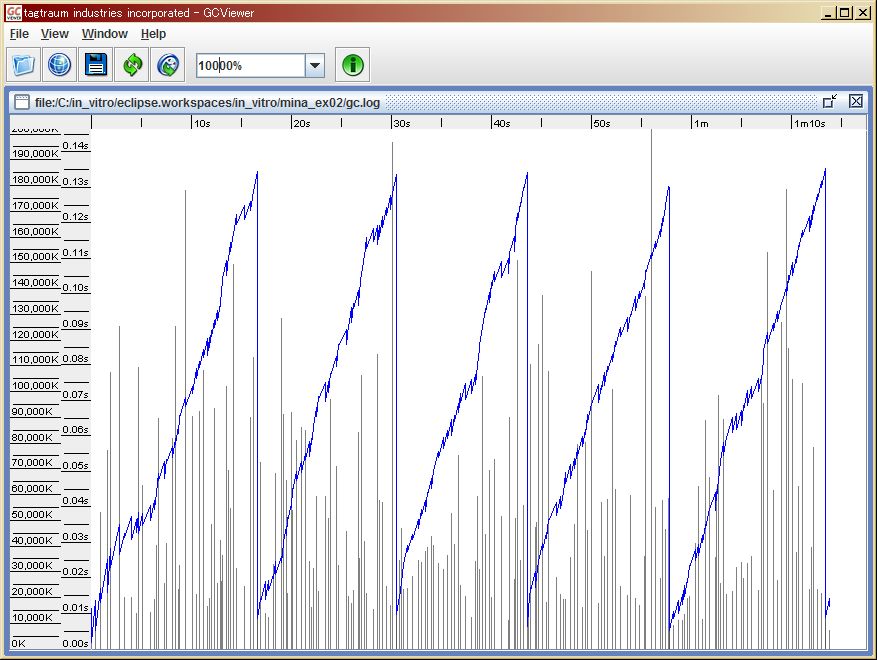 GC
VIEWER
tagtraum industries incorporated - GCViewer
File View Window Help
10000%
file:/C:/in_vitro/eclipse.workspaces/in_vitro/mina_ex02/gc.log
10s 20s 30s 40s 50s 1m 1m10s
200,000K
0.14s
190,000K
180,000K
0.13s
170,000K
0.12s
160,000K
150,000K
0.11s
140,000K
0.10s
130,000K
0.09s
120,000K
110,000K
0.08s
100,000K
0.07s
90,000K
0.06s
80,000K
70,000K
0.05s
60,000K
0.04s
50,000K
0.03s
40,000K
30,000K
0.02s
20,000K
0.01s
10,000K
0K
0.00s